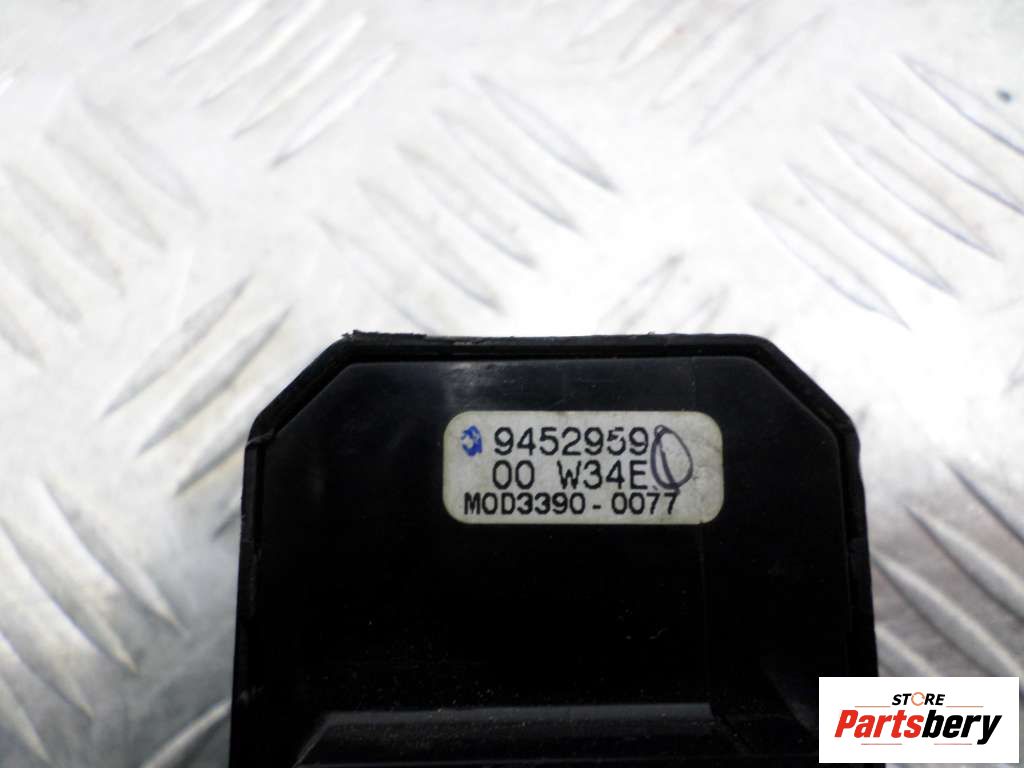 9452959
00 W34E
MOD3390-0077
STORE
Partsbery